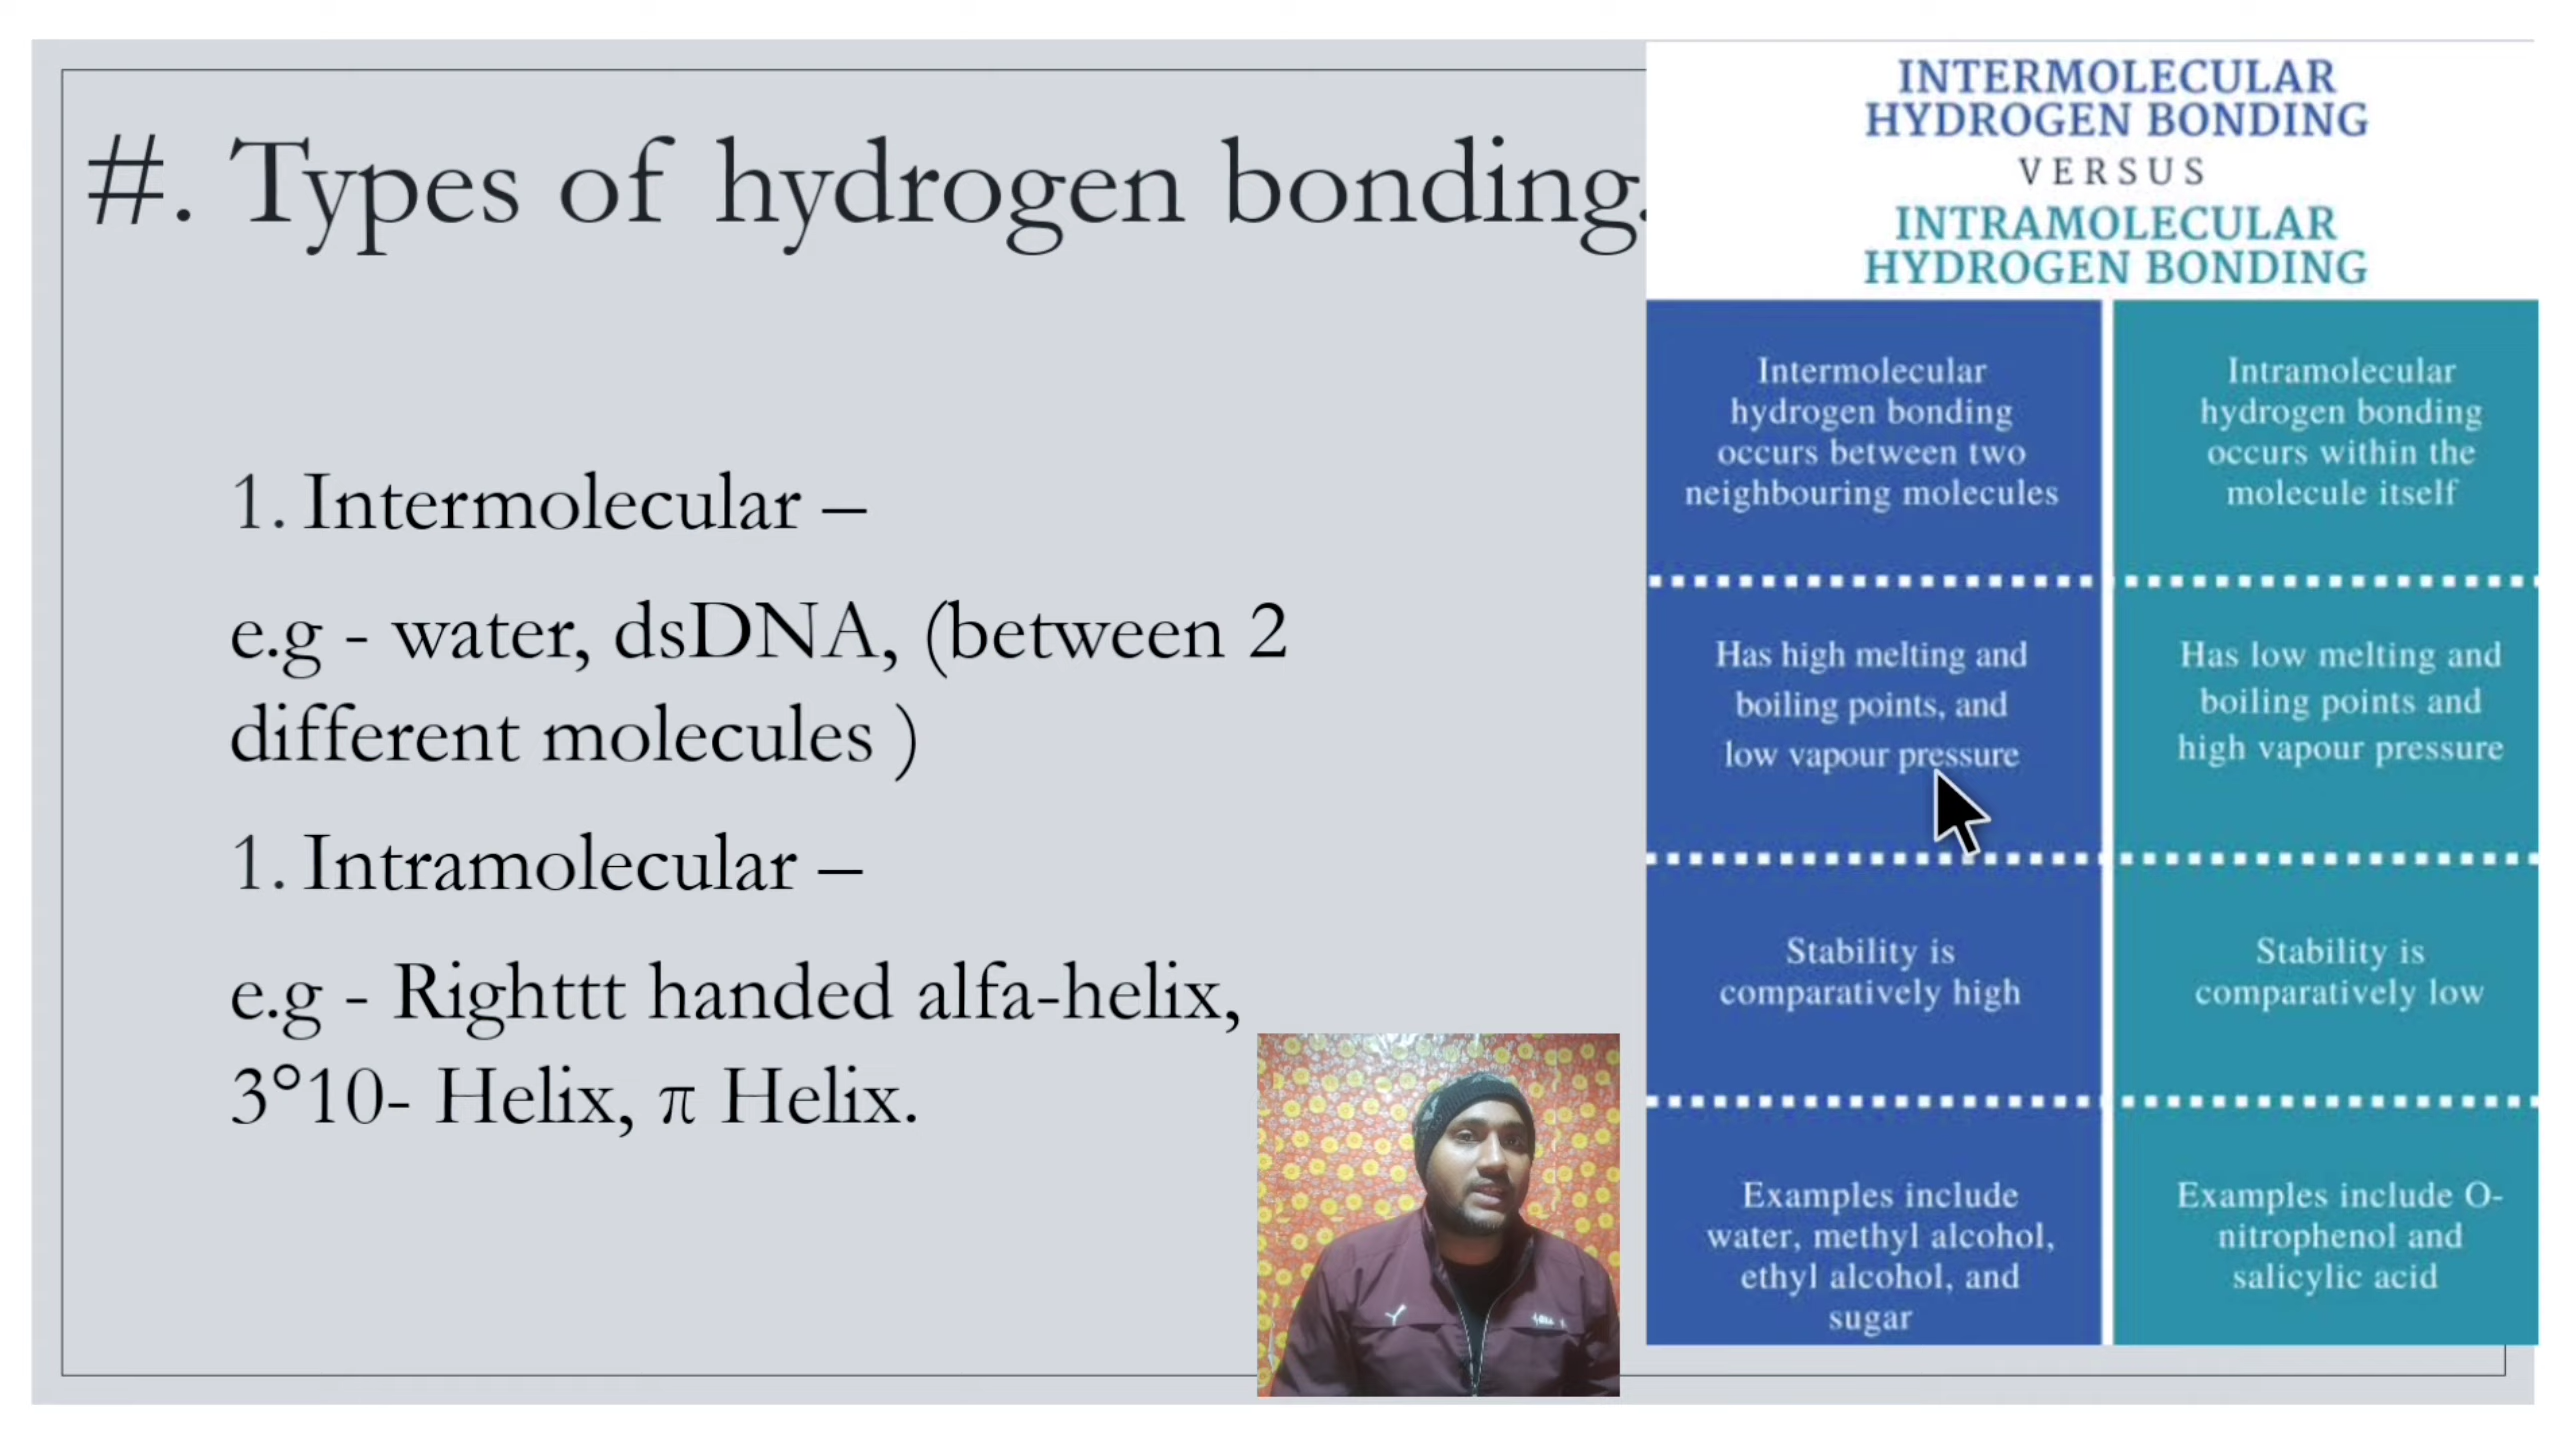 #. Types of hydrogen bonding.
1. Intermolecular –
e.g - water, dsDNA, (between 2
different molecules )
1. Intramolecular –
e.g - Righttt handed alfa-helix,
3°10- Helix, π Helix.
INTERMOLECULAR
HYDROGEN BONDING
VERSUS
INTRAMOLECULAR
HYDROGEN BONDING
Intermolecular
hydrogen bonding
occurs between two
neighbouring molecules
Intramolecular
hydrogen bonding
occurs within the
molecule itself
Has high melting and
boiling points, and
low vapour pressure
Has low melting and
boiling points and
high vapour pressure
Stability is
comparatively high
Stability is
comparatively low
Examples include
water, methyl alcohol,
ethyl alcohol, and
sugar
Examples include O-
nitrophenol and
salicylic acid